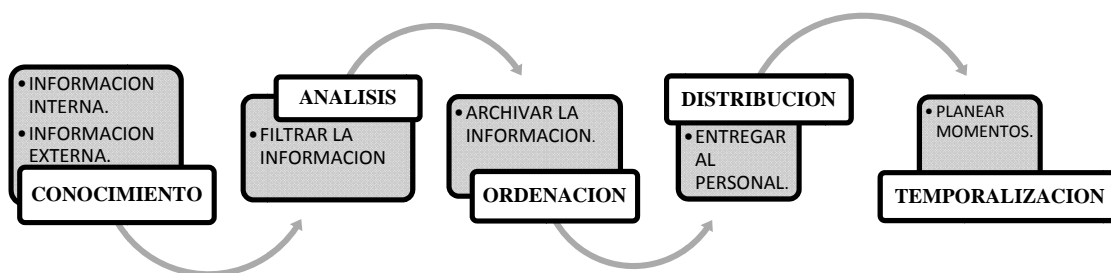 • INFORMACION
INTERNA.
• INFORMACION
EXTERNA.
CONOCIMIENTO
ANALISIS
• FILTRAR LA
INFORMACION
• ARCHIVAR LA
INFORMACION.
ORDENACION
DISTRIBUCION
• ENTREGAR
AL
PERSONAL.
• PLANEAR
MOMENTOS.
TEMPORALIZACION